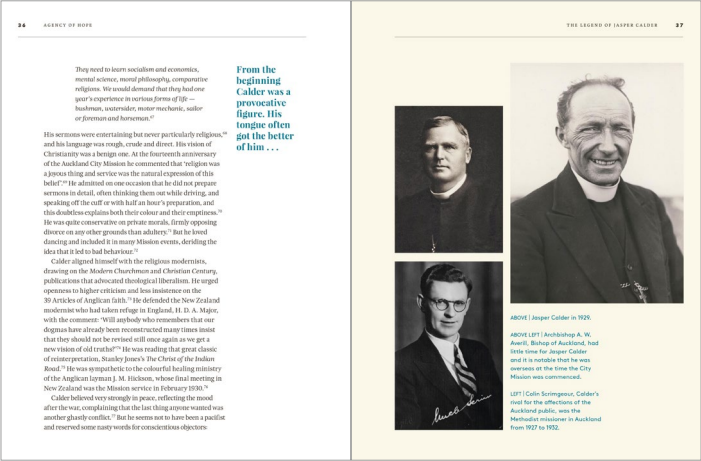 36 AGENCY OF HOPE
They need to learn socialism and economics,
mental science, moral philosophy, comparative
religions. We would demand that they had one
year's experience in various forms of life —
bushman, watersider, motor mechanic, sailor
or foreman and horseman.67
His sermons were entertaining but never particularly religious,68
and his language was rough, crude and direct. His vision of
Christianity was a benign one. At the fourteenth anniversary
of the Auckland City Mission he commented that ‘religion was
a joyous thing and service was the natural expression of this
belief’.69 He admitted on one occasion that he did not prepare
sermons in detail, often thinking them out while driving, and
speaking off the cuff or with half an hour's preparation, and
this doubtless explains both their colour and their emptiness.70
He was quite conservative on private morals, firmly opposing
divorce on any other grounds than adultery.71 But he loved
dancing and included it in many Mission events, deriding the
idea that it led to bad behaviour.72
Calder aligned himself with the religious modernists,
drawing on the Modern Churchman and Christian Century,
publications that advocated theological liberalism. He urged
openness to higher criticism and less insistence on the
39 Articles of Anglican faith.73 He defended the New Zealand
modernist who had taken refuge in England, H. D. A. Major,
with the comment: ‘Will anybody who remembers that our
dogmas have already been reconstructed many times insist
that they should not be revised still once again as we get a
new vision of old truths?’74 He was reading that great classic
of reinterpretation, Stanley Jones's The Christ of the Indian
Road.75 He was sympathetic to the colourful healing ministry
of the Anglican layman J. M. Hickson, whose final meeting in
New Zealand was the Mission service in February 1930.76
Calder believed very strongly in peace, reflecting the mood
after the war, complaining that the last thing anyone wanted was
another ghastly conflict.77 But he seems not to have been a pacifist
and reserved some nasty words for conscientious objectors:
From the
beginning
Calder was a
provocative
figure. His
tongue often
got the better
of him . . .
THE LEGEND OF JASPER CALDER 37
ABOVE | Jasper Calder in 1929.
ABOVE LEFT | Archbishop A. W.
Averill, Bishop of Auckland, had
little time for Jasper Calder
and it is notable that he was
overseas at the time the City
Mission was commenced.
LEFT | Colin Scrimgeour, Calder's
rival for the affections of the
Auckland public, was the
Methodist missioner in Auckland
from 1927 to 1932.